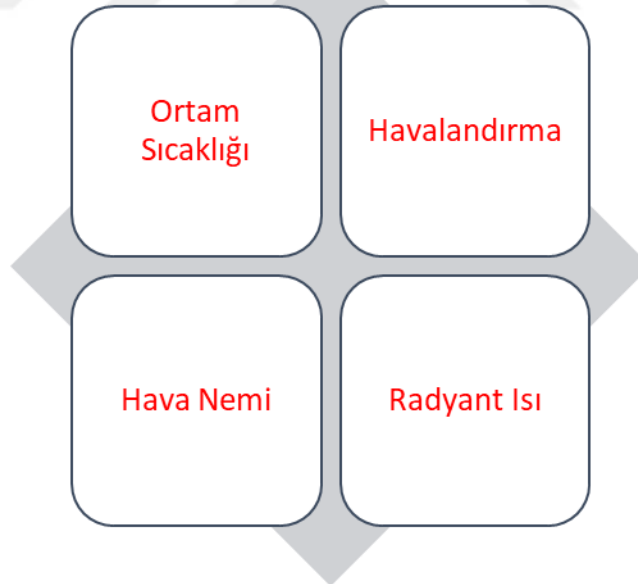 Ortam
Sıcaklığı
Havalandırma
Hava Nemi
Radyant Isı